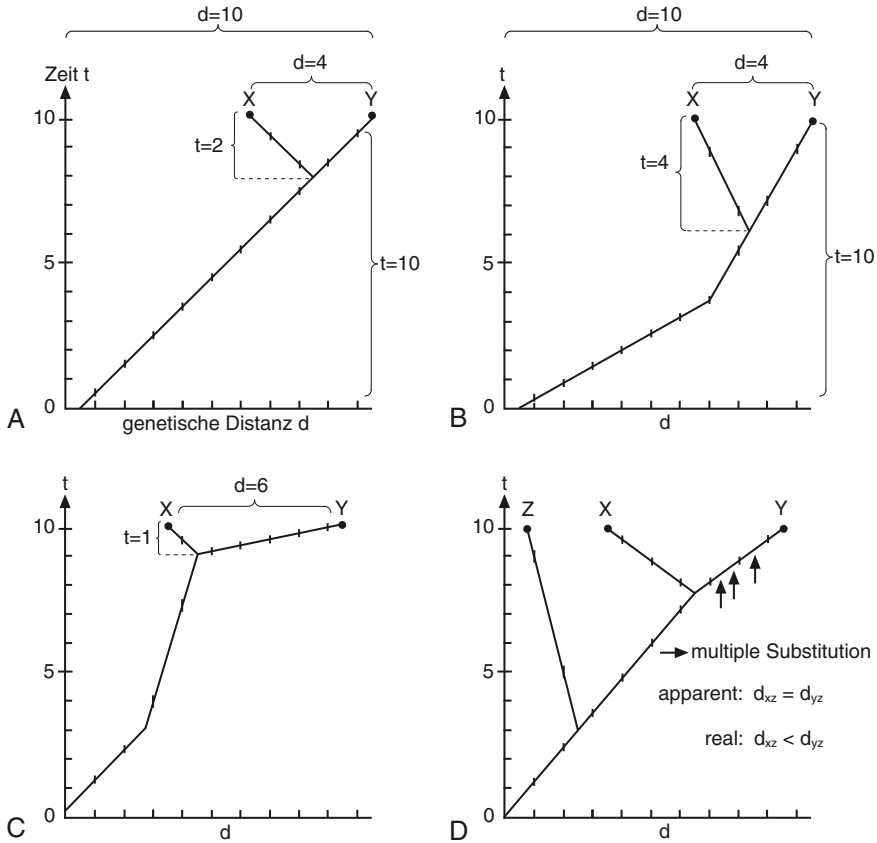 d=10
Zeit t
d=4
X
Y
10
t=2
5
t=10
0
A
genetische Distanz d
d=10
t
d=4
X
Y
10
t=4
5
t=10
0
B
d
t
X
d=6
Y
10
t=1
5
0
C
d
t
Z
X
Y
10
5
multiple Substitution
apparent: dxz = dyz
real: dxz < dyz
0
D
d